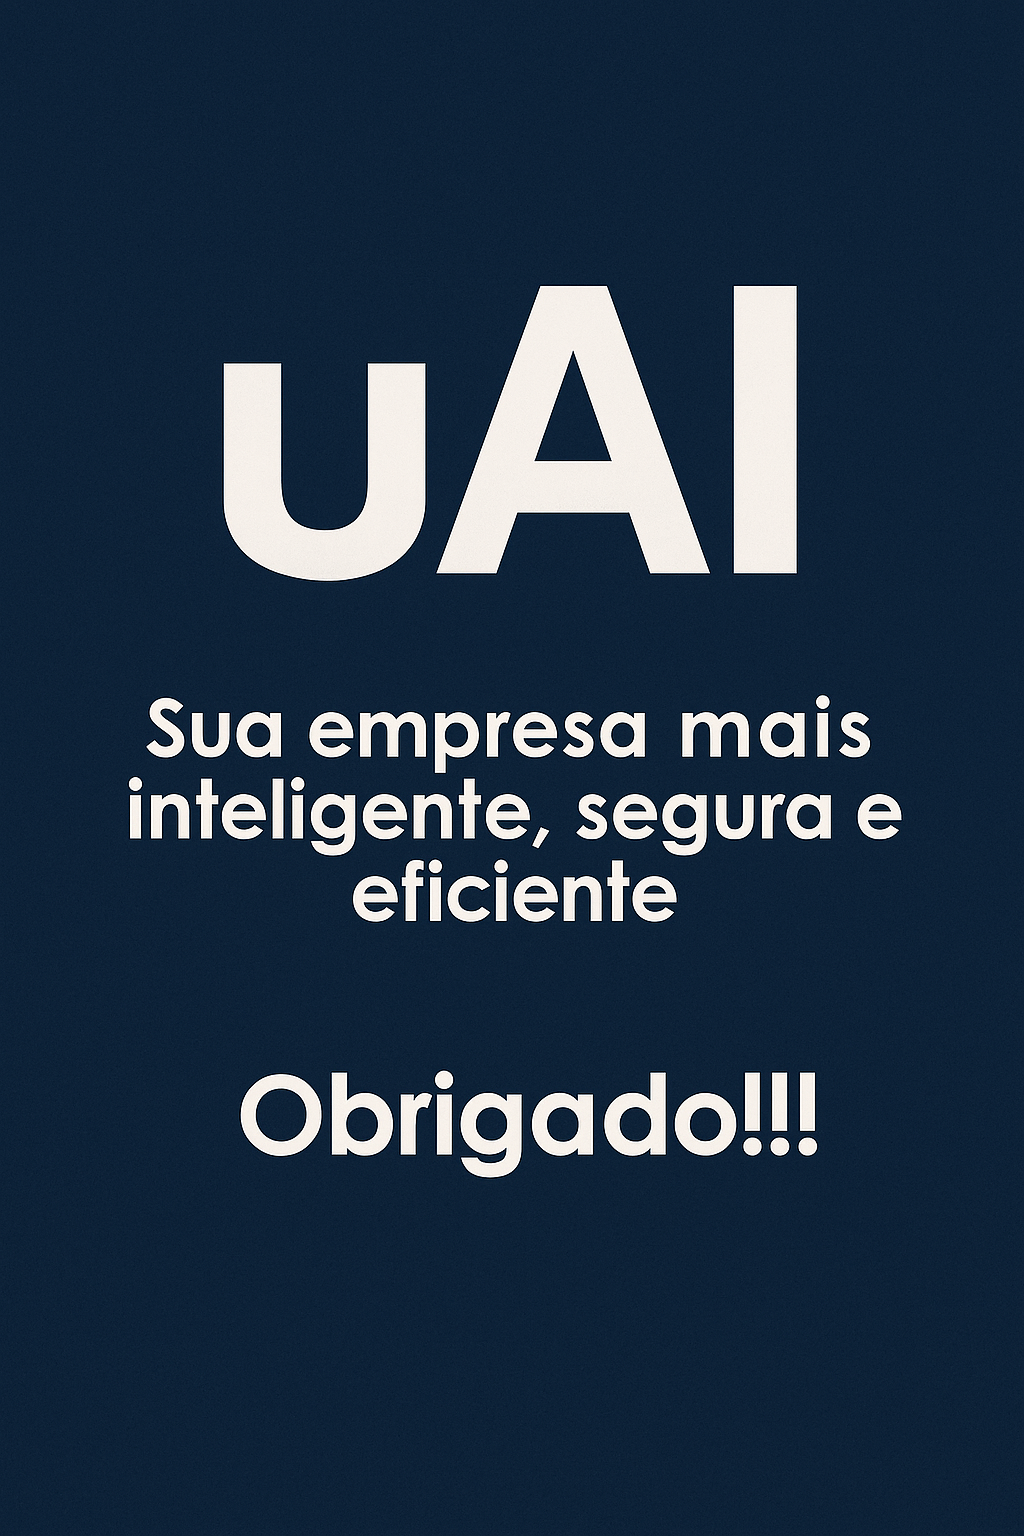 uAI
Sua empresa mais
inteligente, segura e
eficiente
Obrigado!!!